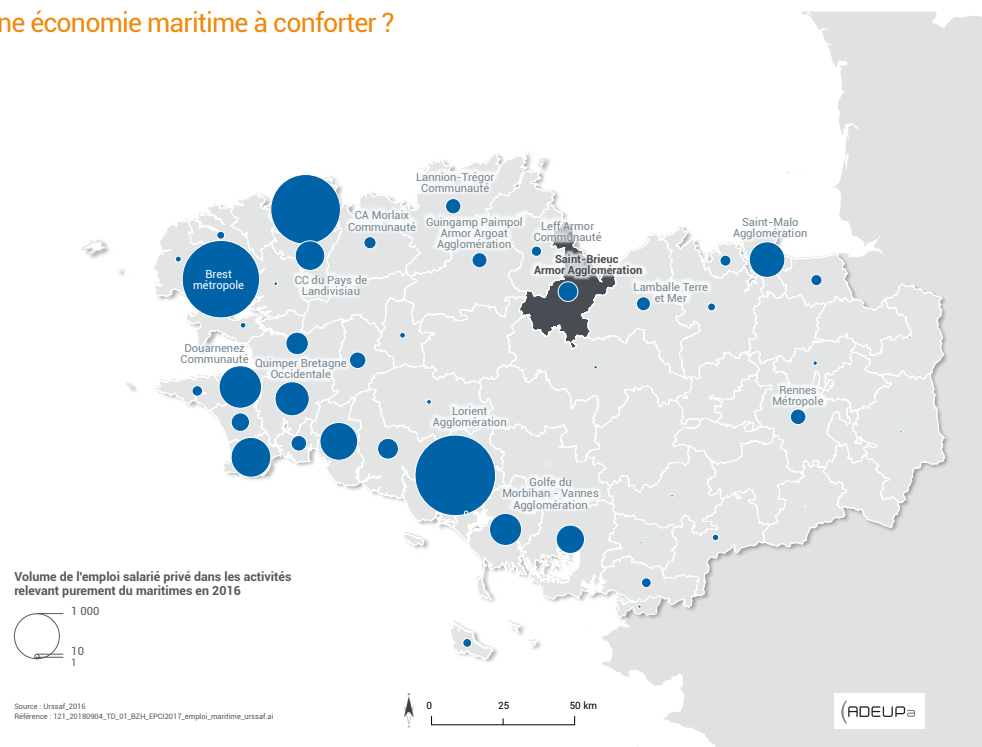 ne économie maritime à conforter ?
Lannion-Trégor
Communauté
CA Morlaix
Communauté
Guingamp Paimpol
Armor Argoat
Agglomération
Leff Armor
Communauté
Saint-Malo
Agglomération
Saint-Brieuc
Armor Agglomération
Brest
métropole
CC du Pays de
Landivisiau
Lamballe Terre
et Mer
Douarnenez
Communauté
Quimper Bretagne
Occidentale
Rennes
Métropole
Lorient
Agglomération
Golfe du
Morbihan - Vannes
Agglomération
Volume de l'emploi salarié privé dans les activités
relevant purement du maritimes en 2016
1 000
10
1
Source : Urssaf_2016
Référence : 121_20180904_TD_01_BZH_EPCI2017_emploi_maritime_urssaf.ai
0 25 50 km
ADEUPa